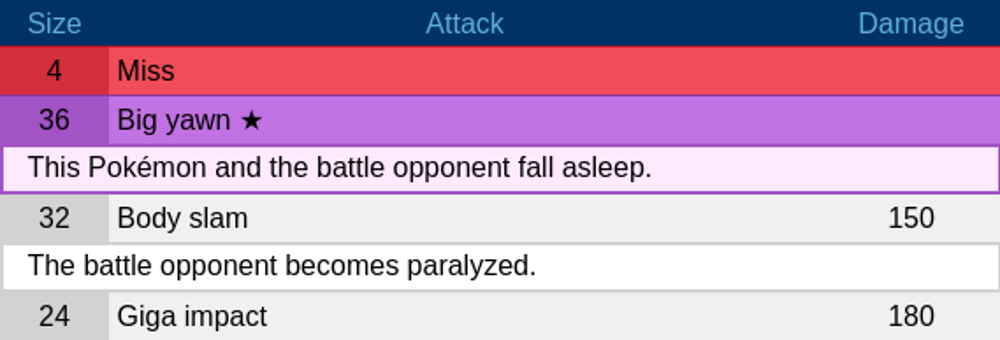 Size Attack Damage
4 Miss
36 Big yawn ★
This Pokémon and the battle opponent fall asleep.
32 Body slam 150
The battle opponent becomes paralyzed.
24 Giga impact 180